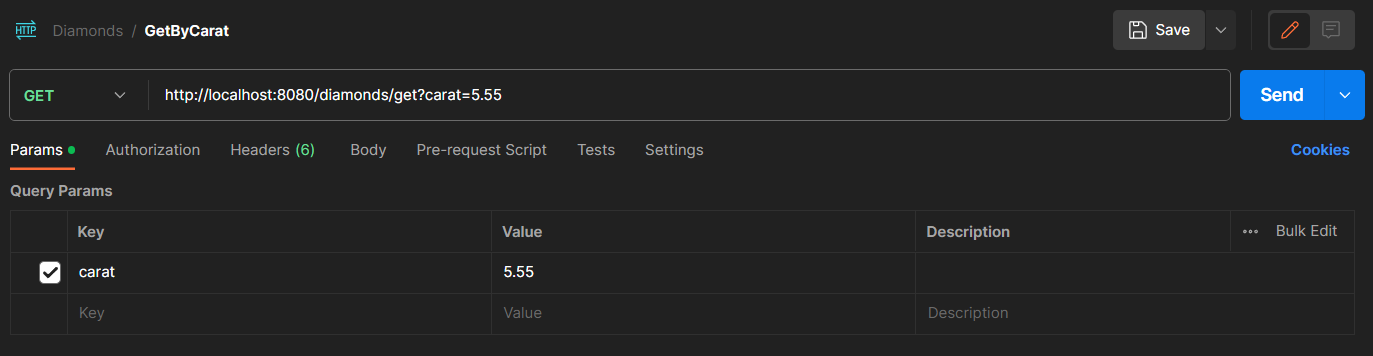 HTTP Diamonds / GetByCarat Save
GET http://localhost:8080/diamonds/get?carat=5.55 Send
Params Authorization Headers (6) Body Pre-request Script Tests Settings Cookies
Query Params
Key Value Description Bulk Edit
carat 5.55
Key Value Description